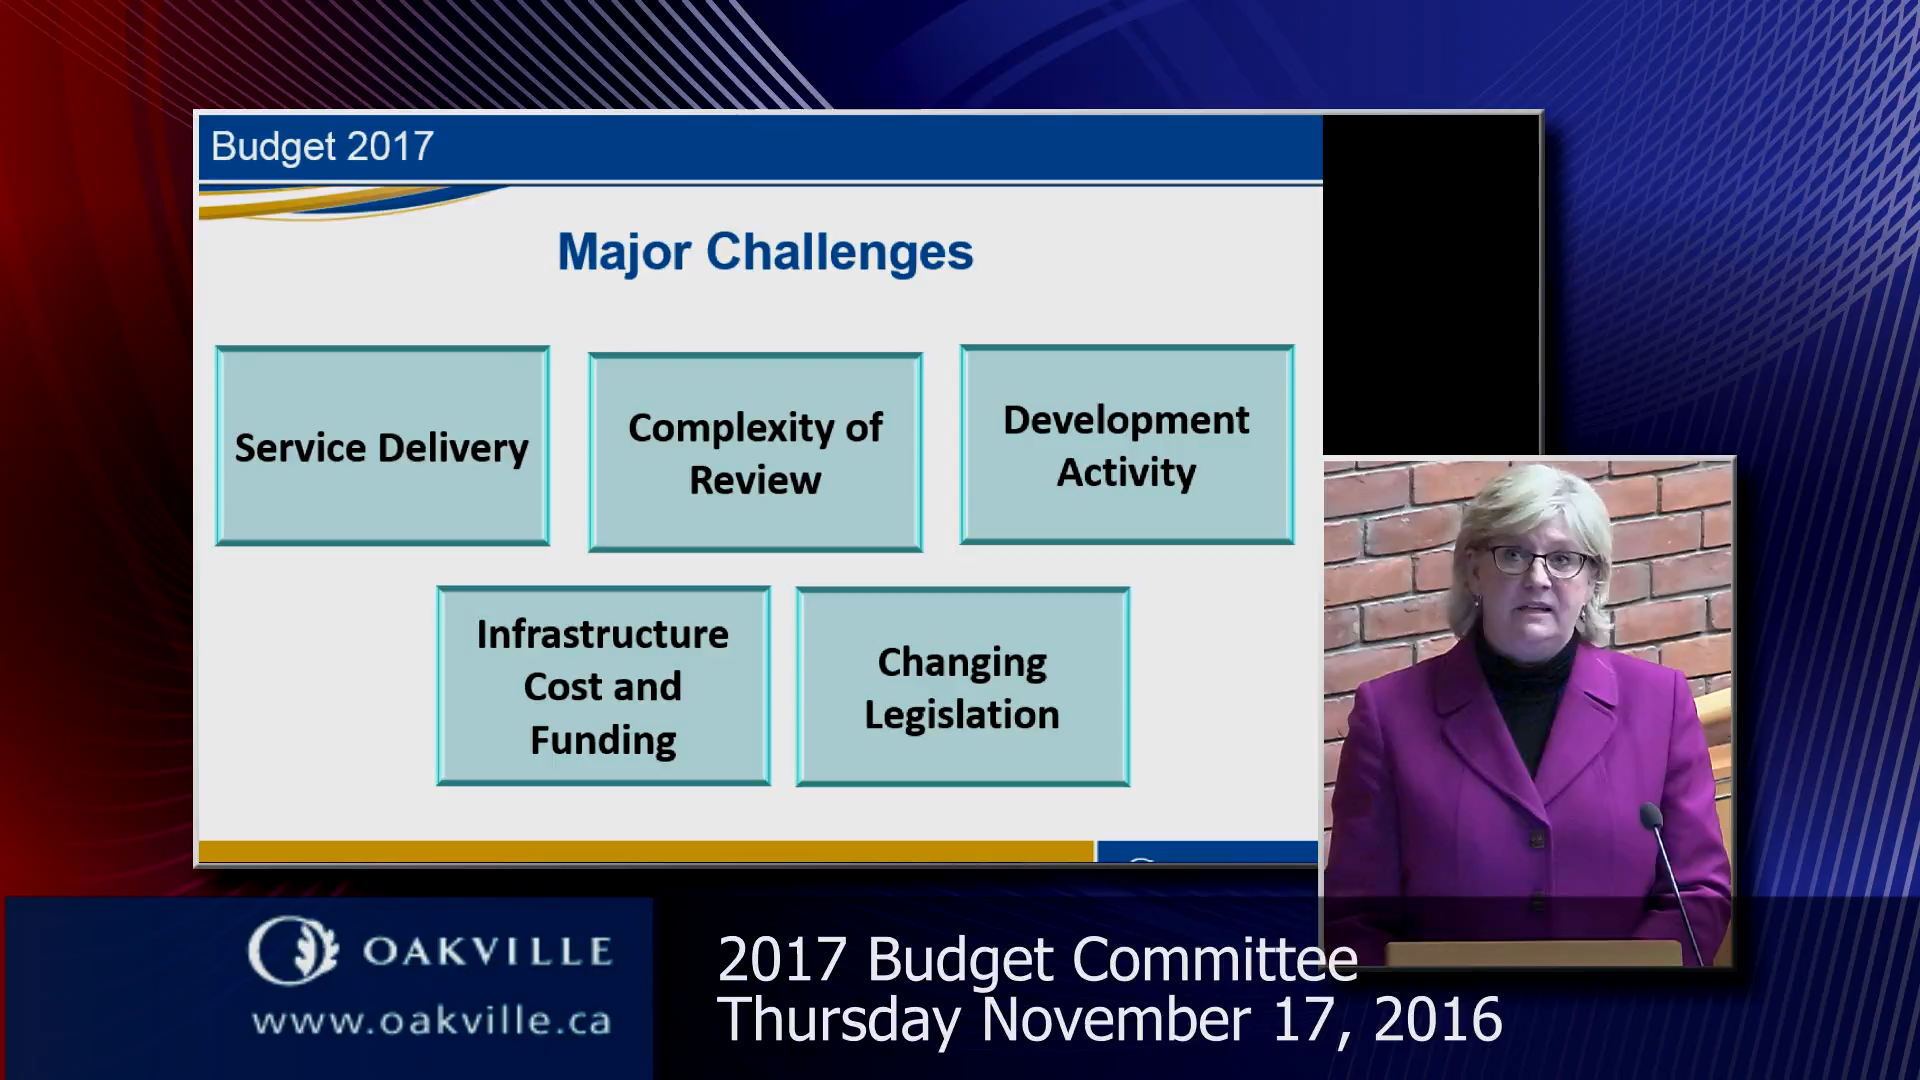 Budget 2017
Major Challenges
Service Delivery
Complexity of
Review
Development
Activity
Infrastructure
Cost and
Funding
Changing
Legislation
OAKVILLE
www.oakville.ca
2017 Budget Committee
Thursday November 17, 2016